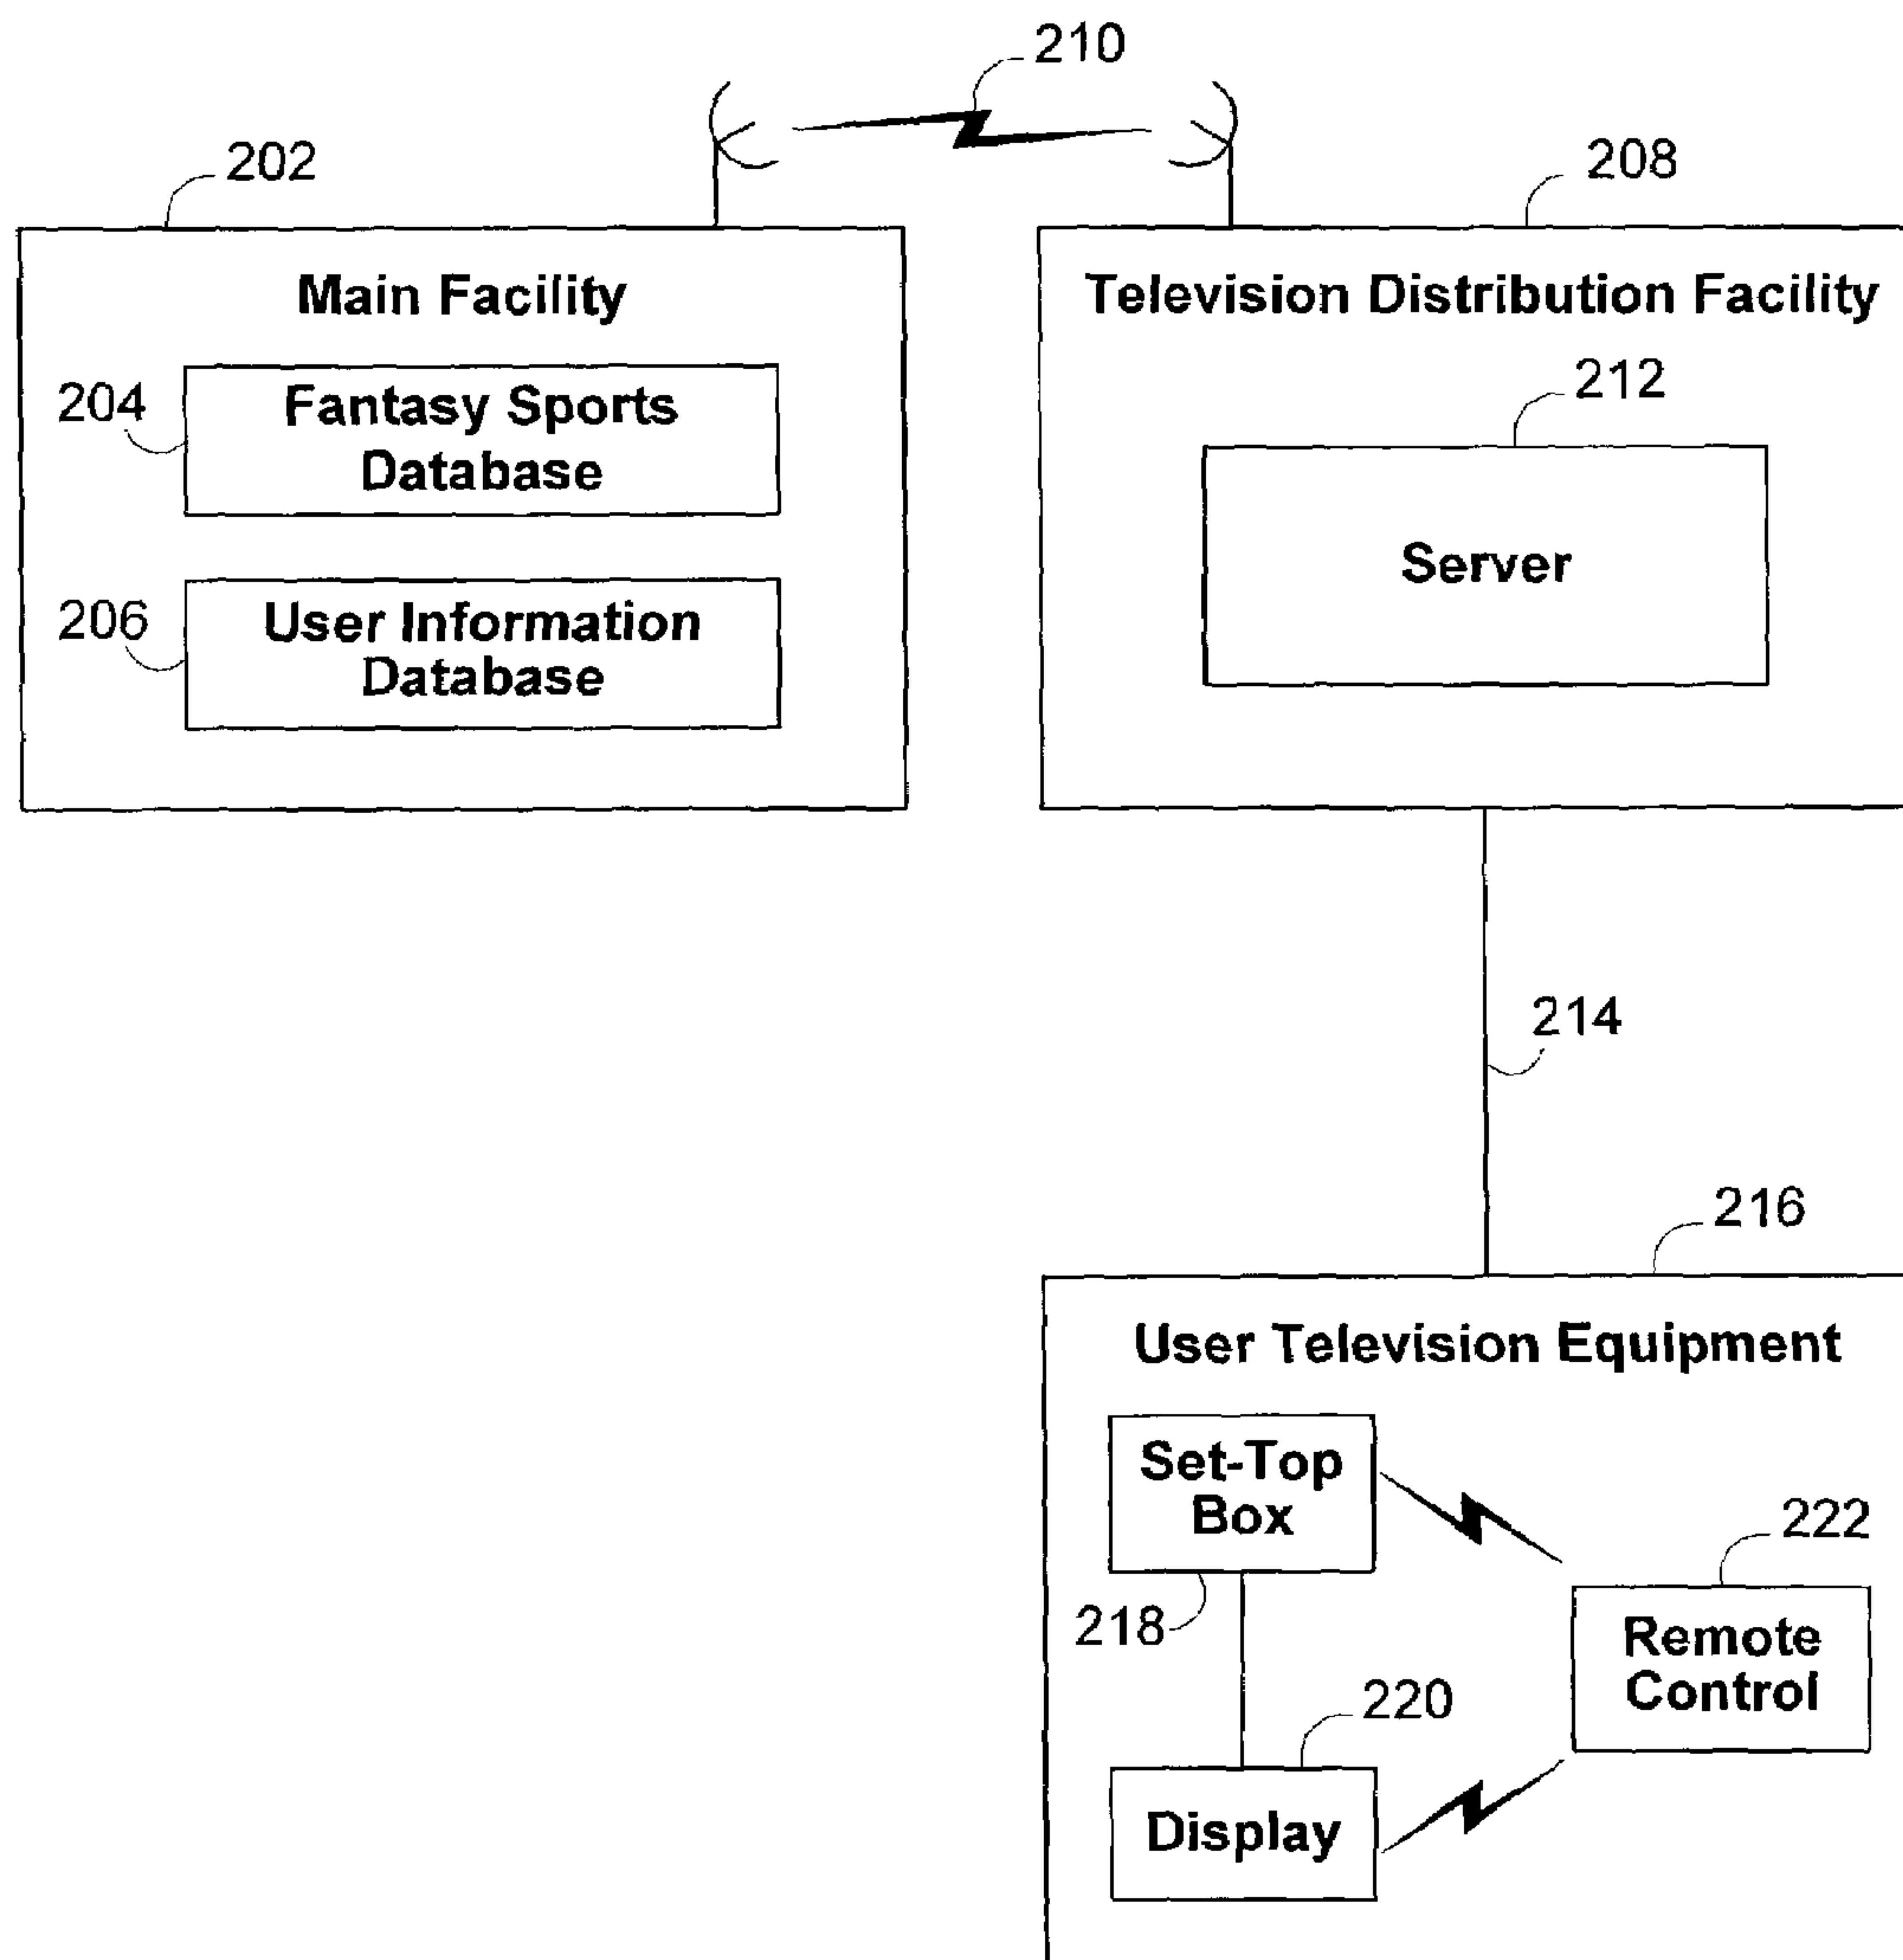 210
202
208
Main Facility
Television Distribution Facility
204
Fantasy Sports
Database
212
Server
206
User Information
Database
214
216
User Television Equipment
Set-Top
Box
218
222
Remote
Control
220
Display